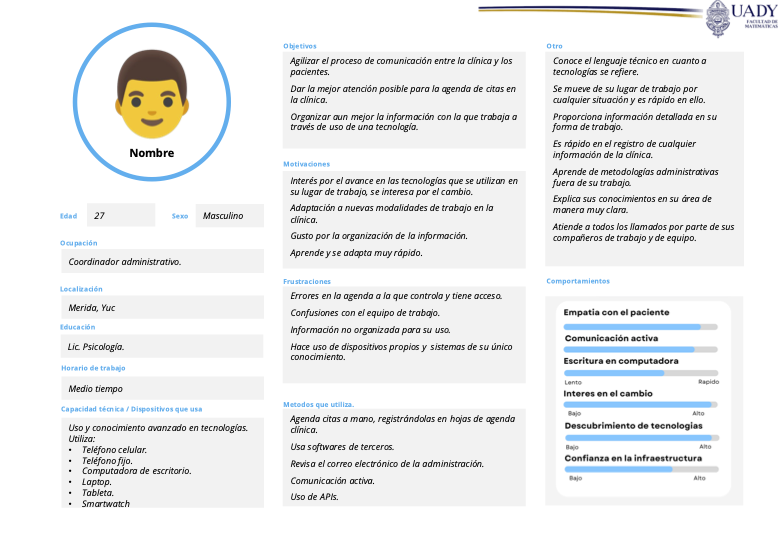 UADY
FACULTAD DE
MATEMÁTICAS
Nombre
Edad
27
Sexo
Masculino
Ocupación
Coordinador administrativo.
Localización
Merida, Yuc
Educación
Lic. Psicología.
Horario de trabajo
Medio tiempo
Capacidad técnica / Dispositivos que usa
Uso y conocimiento avanzado en tecnologías.
Utiliza:
• Teléfono celular.
• Teléfono fijo.
• Computadora de escritorio.
• Laptop.
• Tableta.
• Smartwatch
Objetivos
Agilizar el proceso de comunicación entre la clínica y los
pacientes.
Dar la mejor atención posible para la agenda de citas en
la clínica.
Organizar aun mejor la información con la que trabaja a
través de uso de una tecnología.
Motivaciones
Interés por el avance en las tecnologías que se utilizan en
su lugar de trabajo, se interesa por el cambio.
Adaptación a nuevas modalidades de trabajo en la
clínica.
Gusto por la organización de la información.
Aprende y se adapta muy rápido.
Frustraciones
Errores en la agenda a la que controla y tiene acceso.
Confusiones con el equipo de trabajo.
Información no organizada para su uso.
Hace uso de dispositivos propios y sistemas de su único
conocimiento.
Metodos que utiliza.
Agenda citas a mano, registrándolas en hojas de agenda
clínica.
Usa softwares de terceros.
Revisa el correo electrónico de la administración.
Comunicación activa.
Uso de APIs.
Otro
Conoce el lenguaje técnico en cuanto a
tecnologías se refiere.
Se mueve de su lugar de trabajo por
cualquier situación y es rápido en ello.
Proporciona información detallada en su
forma de trabajo.
Es rápido en el registro de cualquier
información de la clínica.
Aprende de metodologías administrativas
fuera de su trabajo.
Explica sus conocimientos en su área de
manera muy clara.
Atiende a todos los llamados por parte de sus
compañeros de trabajo y de equipo.
Comportamientos
Empatia con el paciente
Comunicación activa
Escritura en computadora
Lento Rapido
Interes en el cambio
Bajo Alto
Descubrimiento de tecnologias
Bajo Alto
Confianza en la infraestructura
Bajo Alto